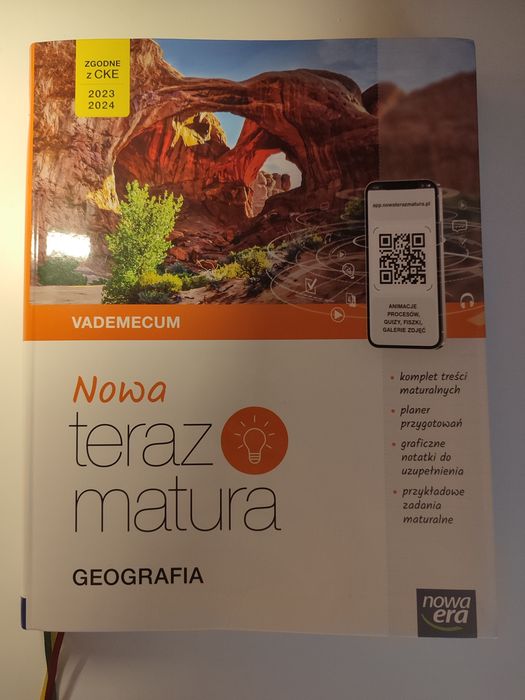 ZGODNE
z CKE
2023
2024
app.nowaterazmatura.pl
ANIMACJE
PROCESÓW,
QUIZY, FISZKI,
GALERIE ZDJĘĆ
VADEMECUM
Nowa
teraz
matura
GEOGRAFIA
• komplet treści
maturalnych
• planer
przygotowań
• graficzne
notatki do
uzupełnienia
• przykładowe
zadania
maturalne
nowa
era